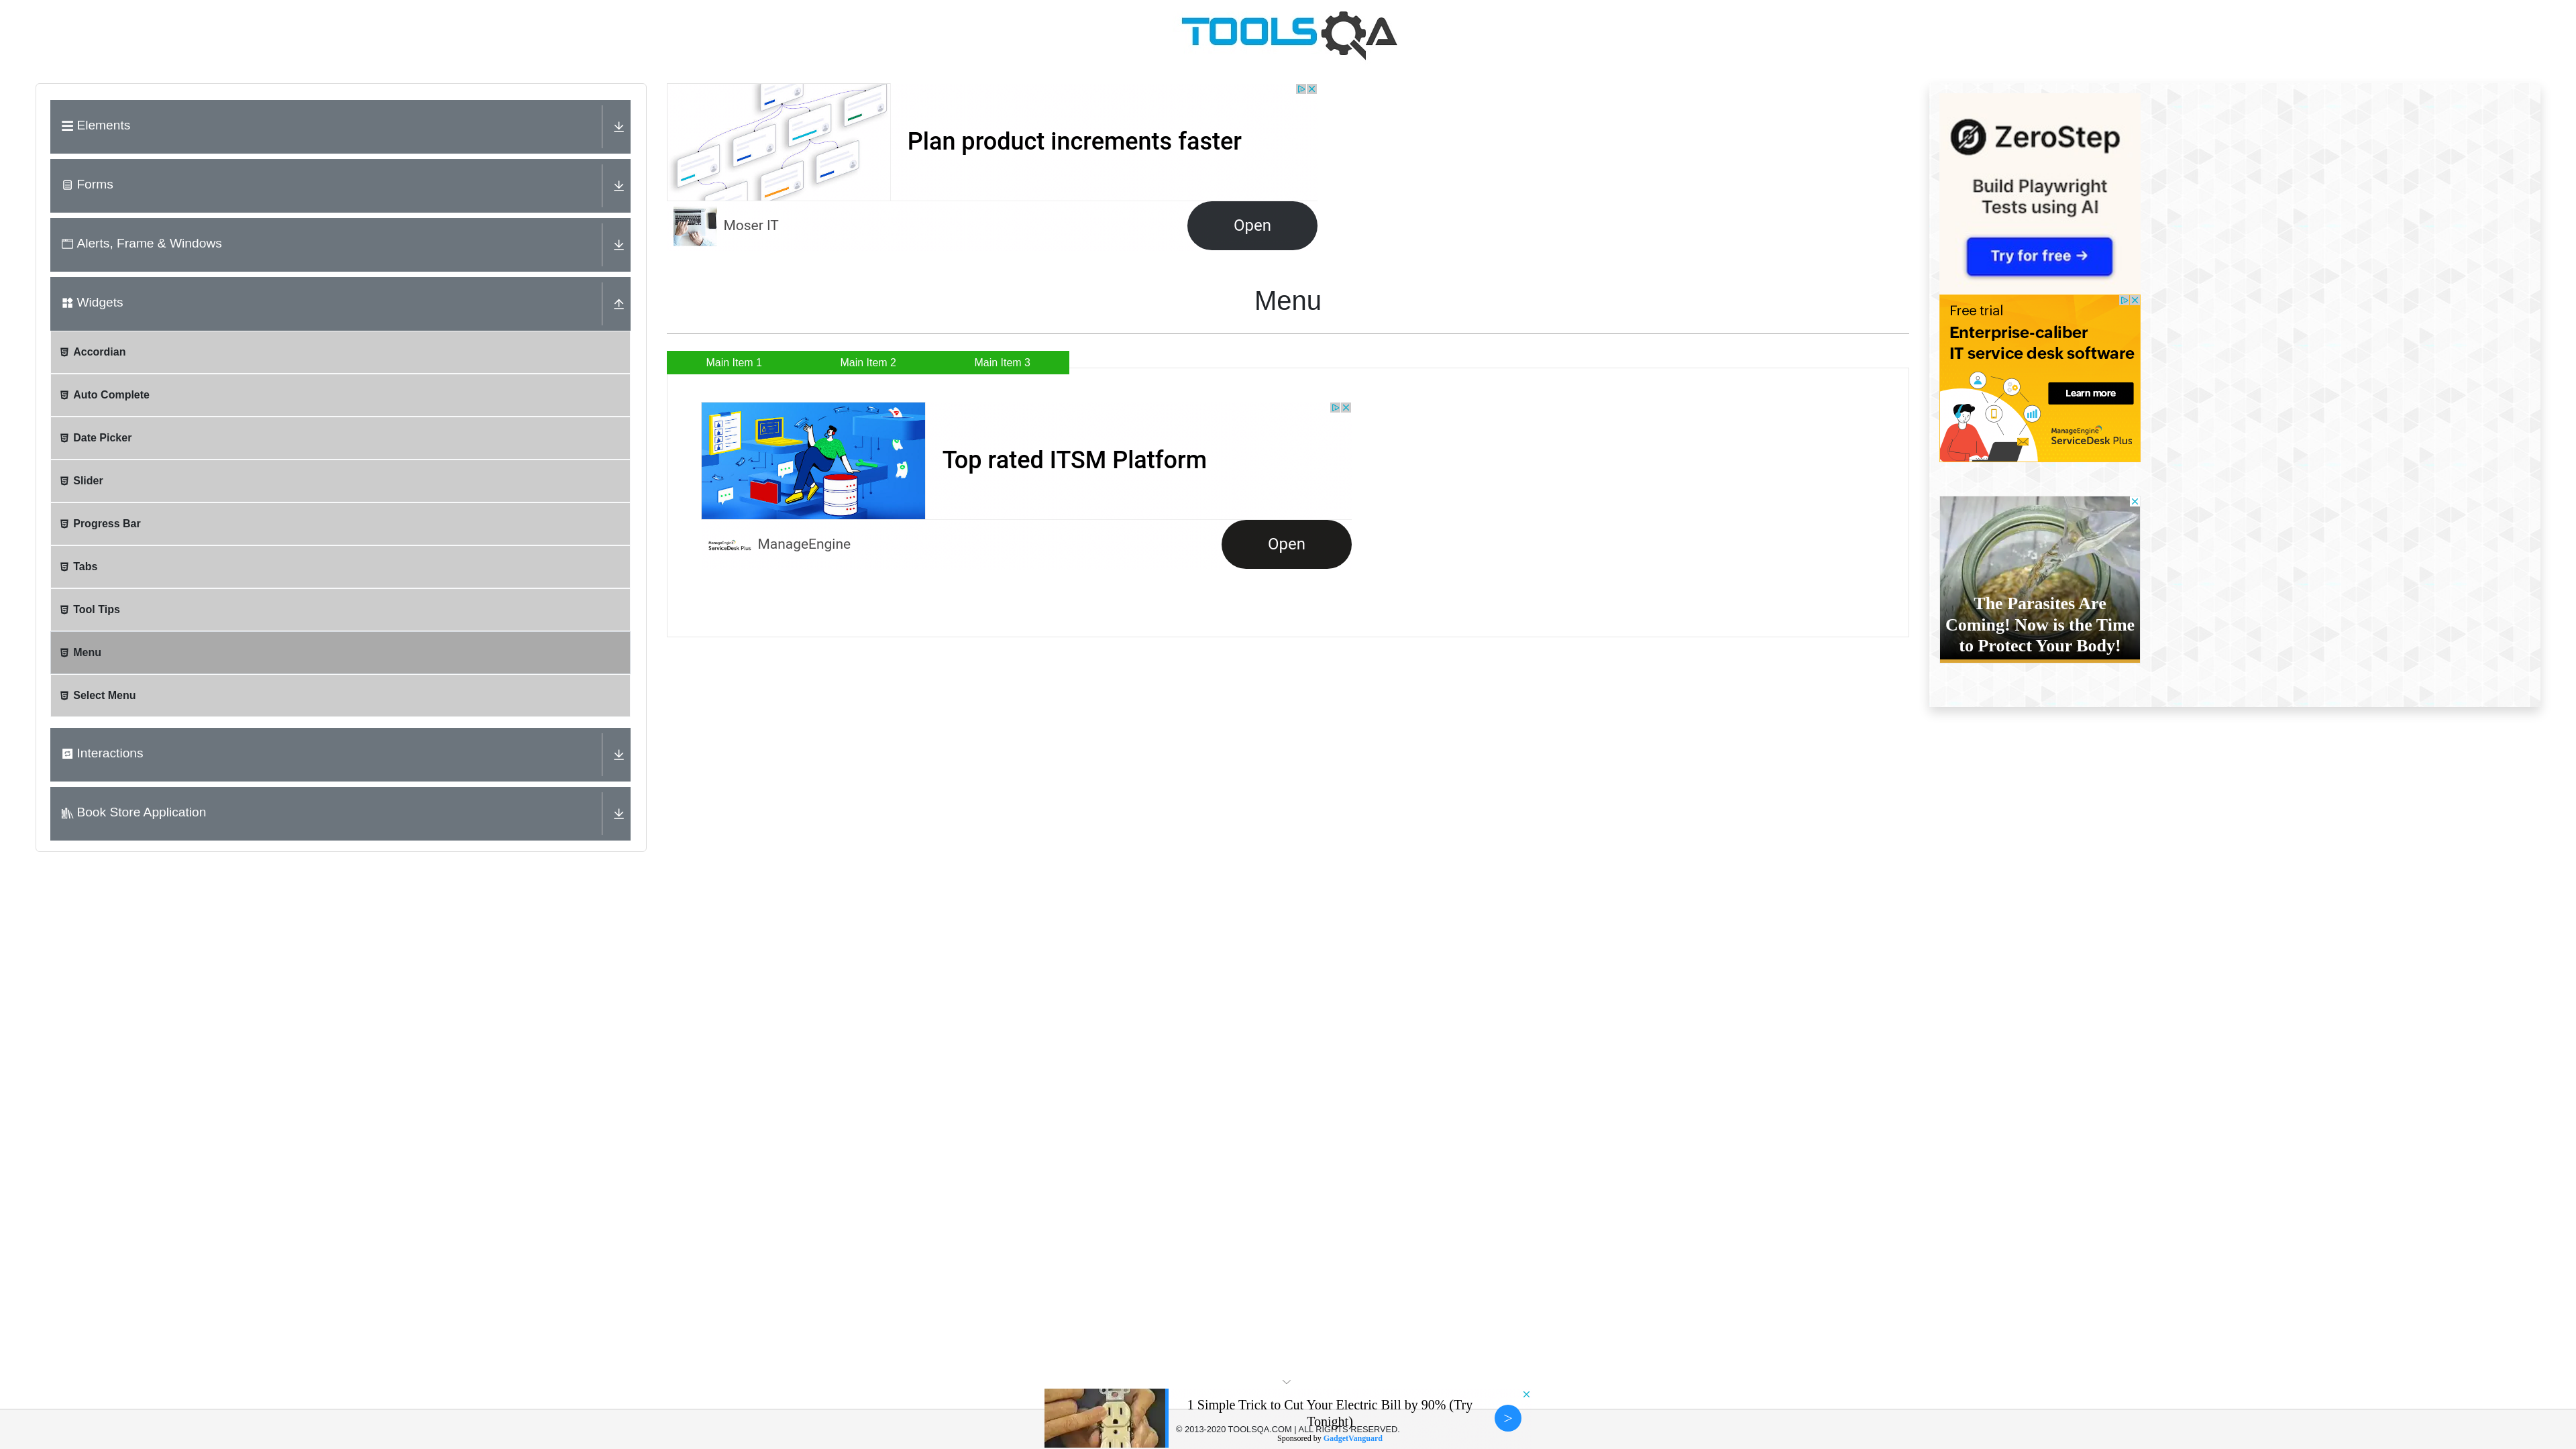 TOOLSQA
Elements
Forms
Alerts, Frame & Windows
Widgets
Accordian
Auto Complete
Date Picker
Slider
Progress Bar
Tabs
Tool Tips
Menu
Select Menu
Interactions
Book Store Application
Plan product increments faster
Moser IT
Open
Menu
Main Item 1
Main Item 2
Main Item 3
Top rated ITSM Platform
ManageEngine
ServiceDesk Plus
ManageEngine
Open
ZeroStep
Build Playwright
Tests using AI
Try for free →
Free trial
Enterprise-caliber
IT service desk software
Learn more
ManageEngine
ServiceDesk Plus
The Parasites Are
Coming! Now is the Time
to Protect Your Body!
1 Simple Trick to Cut Your Electric Bill by 90% (Try
Tonight)
>
© 2013-2020 TOOLSQA.COM | ALL RIGHTS RESERVED.
Sponsored by GadgetVanguard